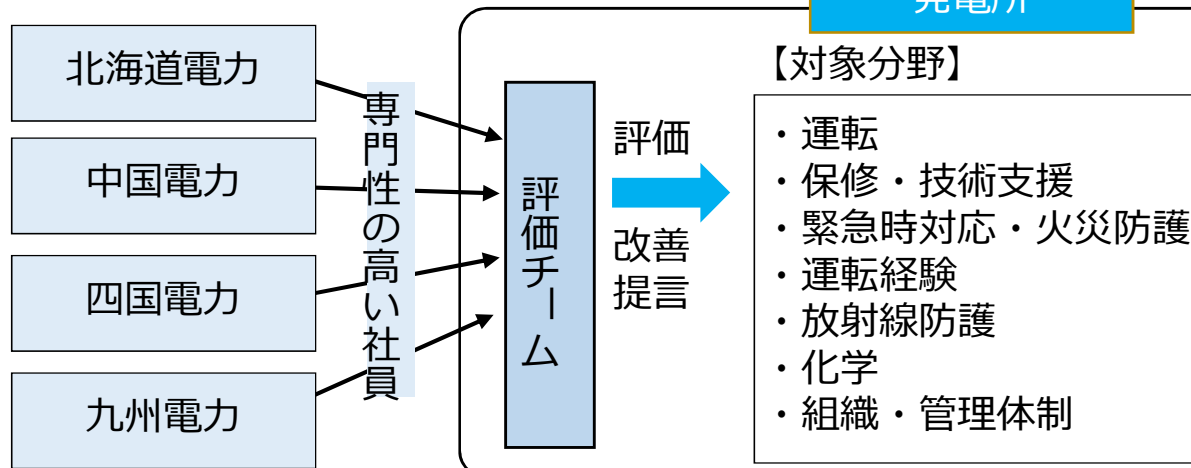 発電所
北海道電力
中国電力
四国電力
九州電力
専門性の高い社員
評価チーム
評価
改善
提言
【対象分野】
・運転
・保修・技術支援
・緊急時対応・火災防護
・運転経験
・放射線防護
・化学
・組織・管理体制